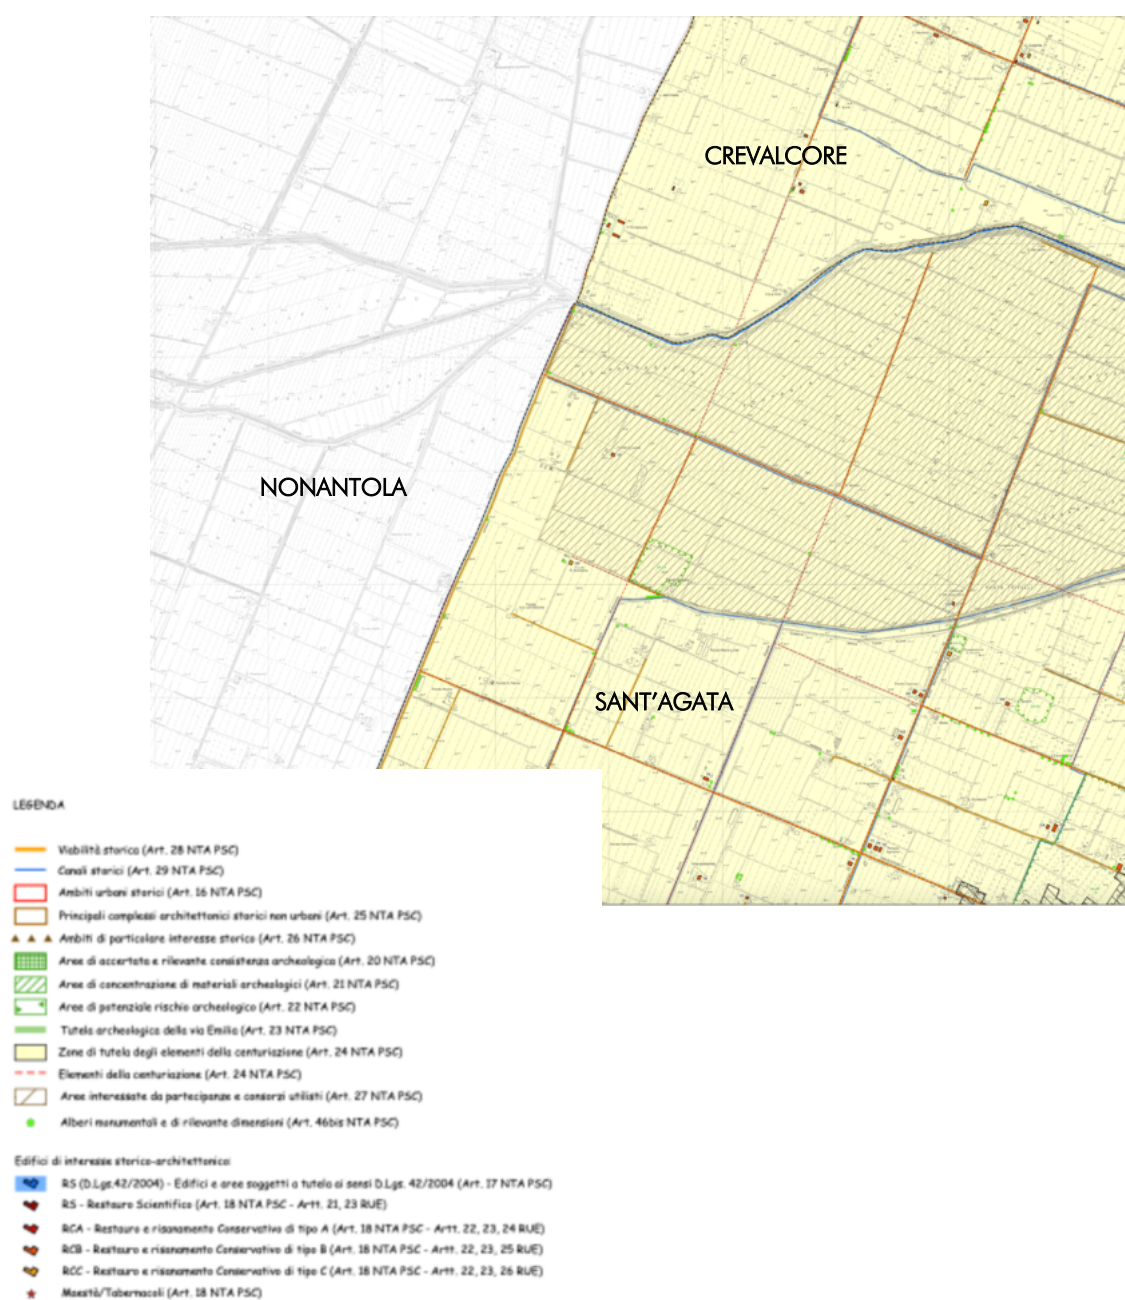 CREVALCORE
NONANTOLA
SANT'AGATA
LEGENDA
Viabilità storica (Art. 28 NTA PSC)
Canali storici (Art. 29 NTA PSC)
Ambiti urbani storici (Art. 16 NTA PSC)
Principali complessi architettonici storici non urbani (Art. 25 NTA PSC)
Ambiti di particolare interesse storico (Art. 26 NTA PSC)
Aree di accertata e rilevante consistenza archeologica (Art. 20 NTA PSC)
Aree di concentrazione di materiali archeologici (Art. 21 NTA PSC)
Aree di potenziale rischio archeologico (Art. 22 NTA PSC)
Tutela archeologica della via Emilia (Art. 23 NTA PSC)
Zone di tutela degli elementi della centuriazione (Art. 24 NTA PSC)
Elementi della centuriazione (Art. 24 NTA PSC)
Aree interessate da partecipanze e consorzi utilisti (Art. 27 NTA PSC)
Alberi monumentali e di rilevante dimensioni (Art. 46bis NTA PSC)
Edifici di interesse storico-architettonico:
RS (D.Lgs.42/2004) - Edifici e aree soggetti a tutela ai sensi D.Lgs. 42/2004 (Art. 17 NTA PSC)
RS - Restauro Scientifico (Art. 18 NTA PSC - Artt. 21, 23 RUE)
RCA - Restauro e risanamento Conservativo di tipo A (Art. 18 NTA PSC - Artt. 22, 23, 24 RUE)
RCB - Restauro e risanamento Conservativo di tipo B (Art. 18 NTA PSC - Artt. 22, 23, 25 RUE)
RCC - Restauro e risanamento Conservativo di tipo C (Art. 18 NTA PSC - Artt. 22, 23, 26 RUE)
Maestà/Tabernacoli (Art. 18 NTA PSC)